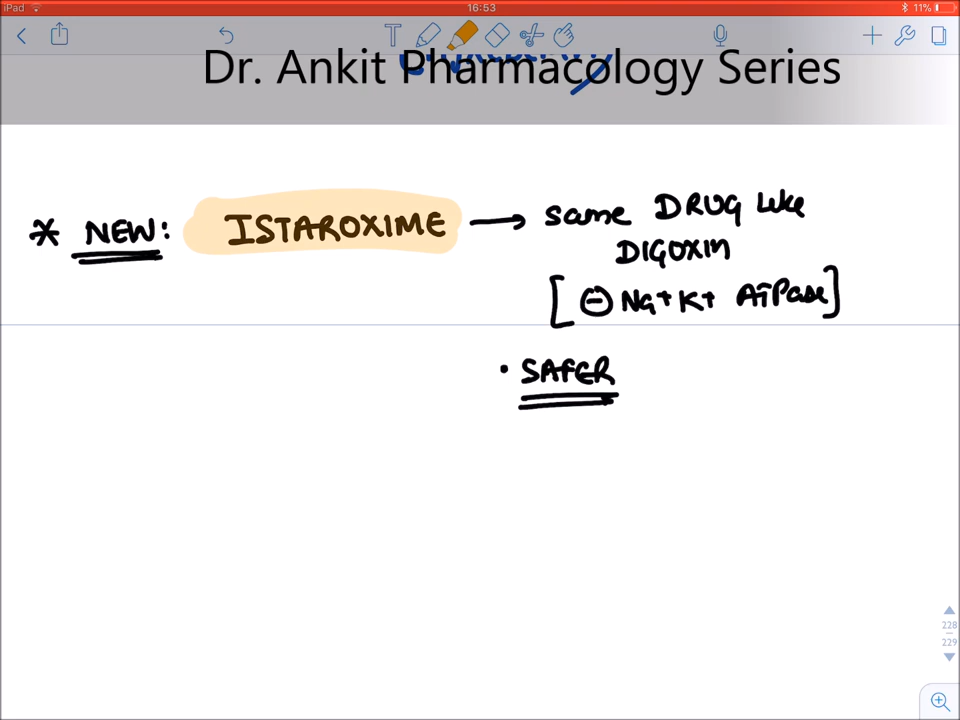 iPad 16:53 11%
T
Dr. Ankit Pharmacology Series
* NEW: ISTAROXIME → same DRUG like
DIGOXIN
[⊖ Na+ K+ ATPase]
• SAFER
228
229